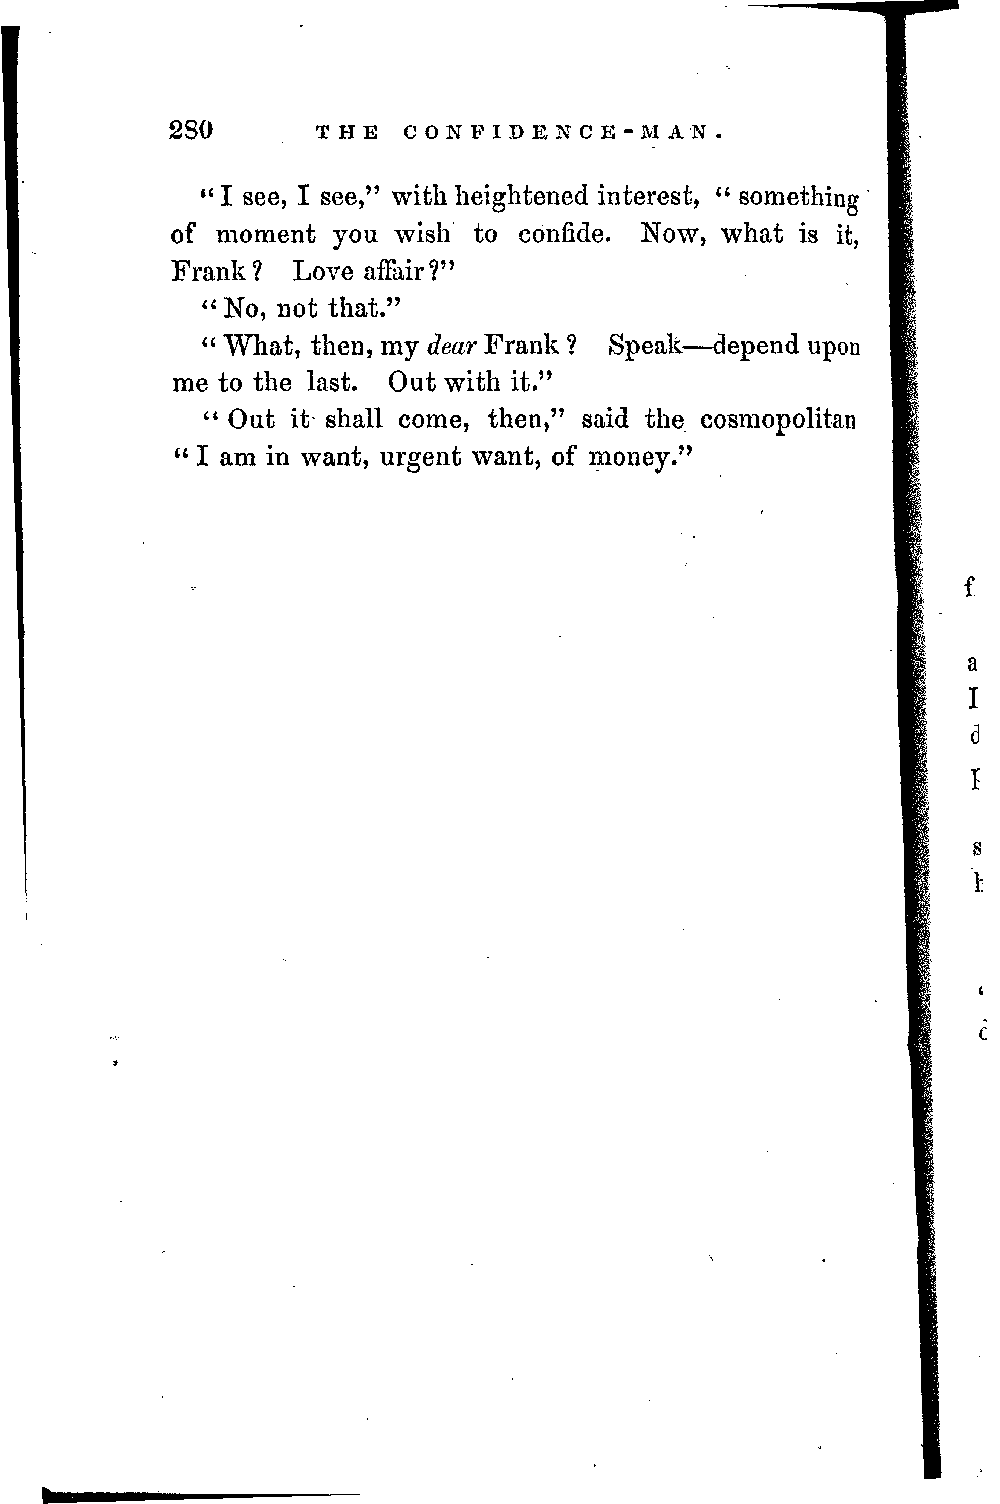 280 THE CONFIDENCE-MAN.
"I see, I see," with heightened interest, "something
of moment you wish to confide. Now, what is it,
Frank? Love affair?"
"No, not that."
"What, then, my dear Frank? Speak—depend upon
me to the last. Out with it."
"Out it shall come, then," said the cosmopolitan
"I am in want, urgent want, of money."
f
a
I
d
s